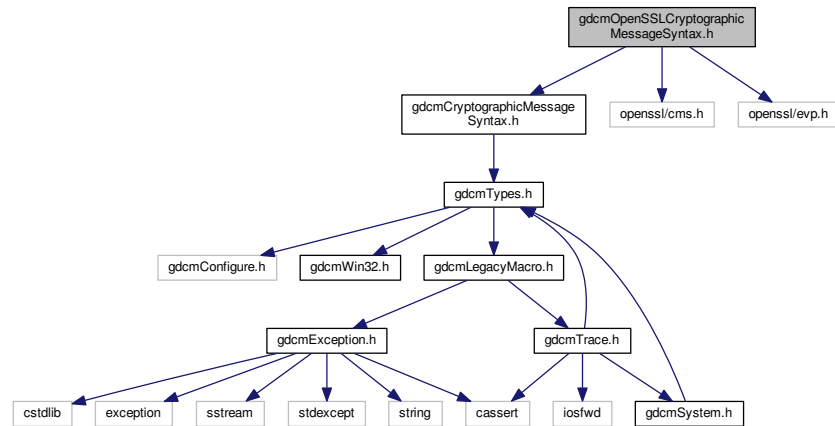 gdcmOpenSSLCryptographic
MessageSyntax.h
gdcmCryptographicMessage
Syntax.h
openssl/cms.h
openssl/evp.h
gdcmTypes.h
gdcmConfigure.h
gdcmWin32.h
gdcmLegacyMacro.h
gdcmException.h
gdcmTrace.h
cstdlib
exception
sstream
stdexcept
string
cassert
iosfwd
gdcmSystem.h